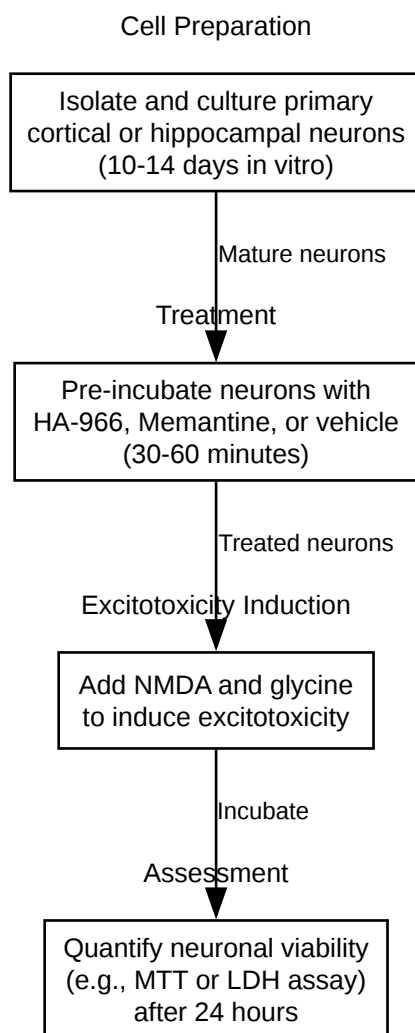 Cell Preparation
Isolate and culture primary
cortical or hippocampal neurons
(10-14 days in vitro)
Mature neurons
Treatment
Pre-incubate neurons with
HA-966, Memantine, or vehicle
(30-60 minutes)
Treated neurons
Excitotoxicity Induction
Add NMDA and glycine
to induce excitotoxicity
Incubate
Assessment
Quantify neuronal viability
(e.g., MTT or LDH assay)
after 24 hours